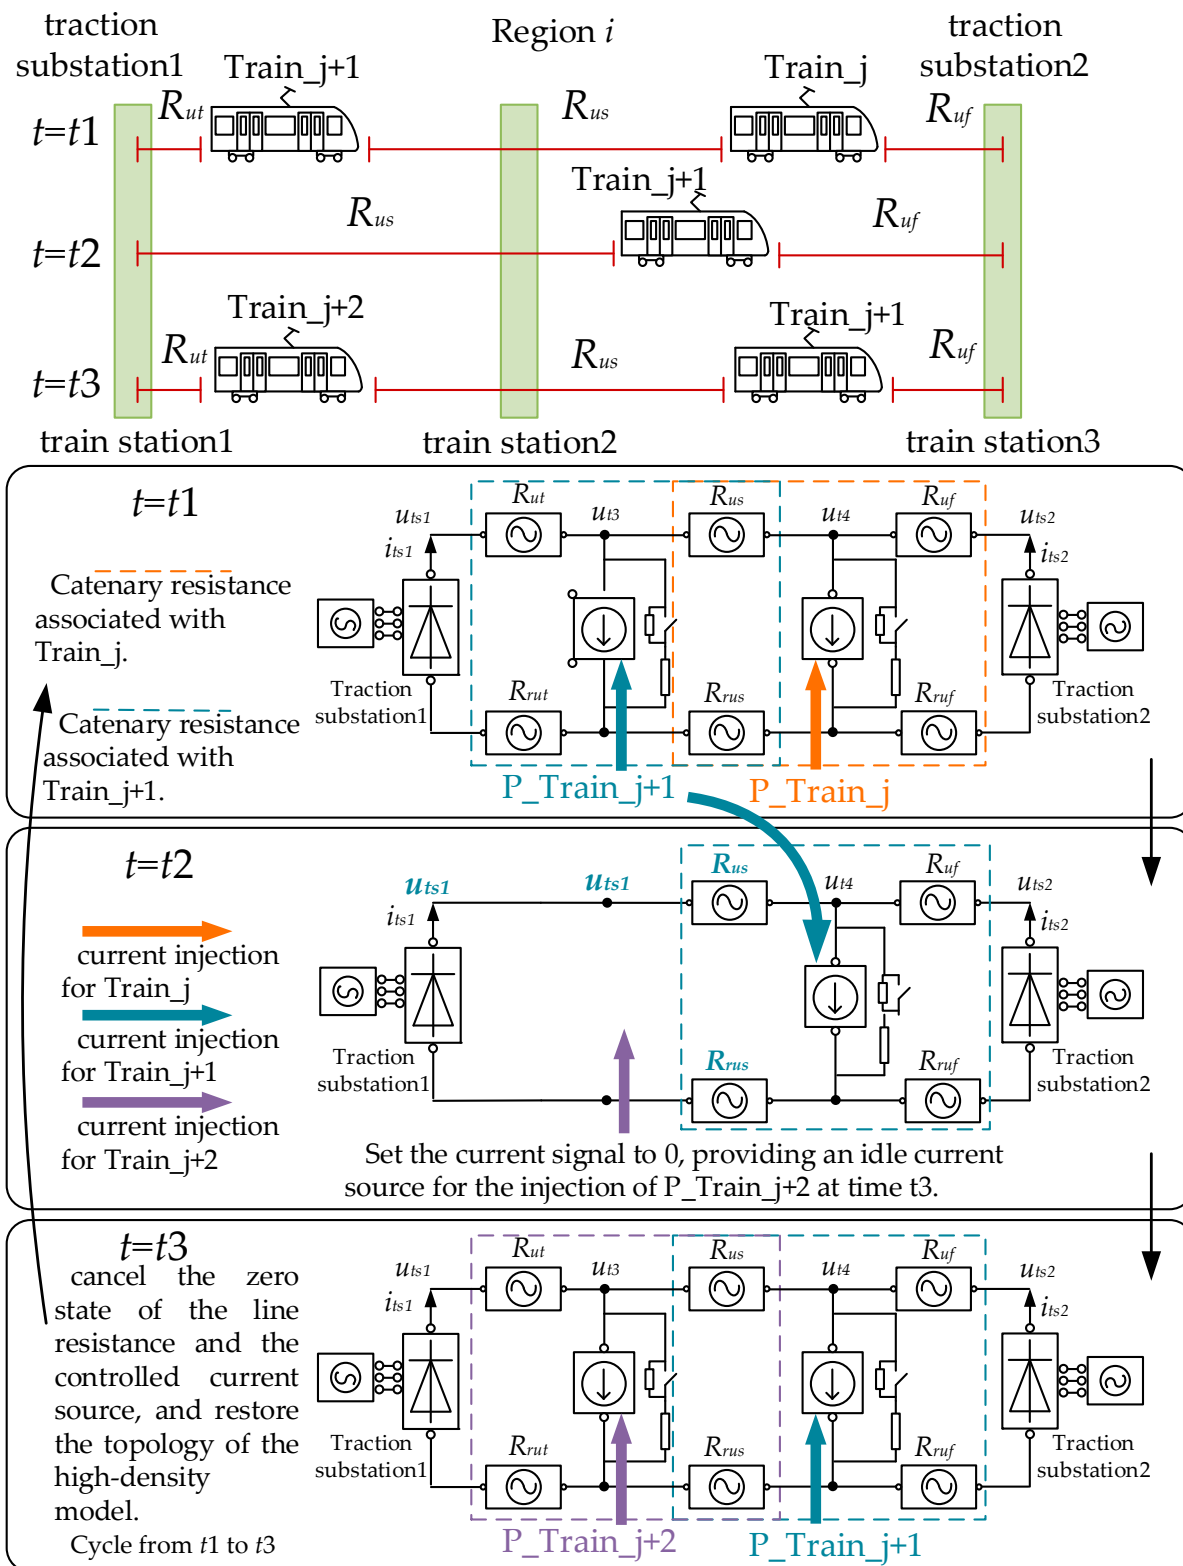 traction
substation1
Region i
traction
substation2
Train_j+1
Train_j
t=t1
Rut
Rus
Ruf
Train_j+1
t=t2
Rus
Ruf
Train_j+2
Train_j+1
t=t3
Rut
Rus
Ruf
train station1
train station2
train station3
t=t1
Rut
Rus
Ruf
uts1
ut3
ut4
uts2
its1
its2
Catenary resistance
associated with
Train_j.
Traction
substation1
Rrut
Rrus
Rruf
Traction
substation2
Catenary resistance
associated with
Train_j+1.
P_Train_j+1
P_Train_j
t=t2
uts1
uts1
Rus
ut4
Ruf
uts2
its1
its2
current injection
for Train_j
current injection
for Train_j+1
current injection
for Train_j+2
Traction
substation1
Rrus
Rruf
Traction
substation2
Set the current signal to 0, providing an idle current
source for the injection of P_Train_j+2 at time t3.
t=t3
Rut
Rus
Ruf
uts1
ut3
ut4
uts2
its1
its2
cancel the zero
state of the line
resistance and the
controlled current
source, and restore
the topology of the
high-density
model.
Cycle from t1 to t3
Traction
substation1
Rrut
Rrus
Rruf
Traction
substation2
P_Train_j+2
P_Train_j+1